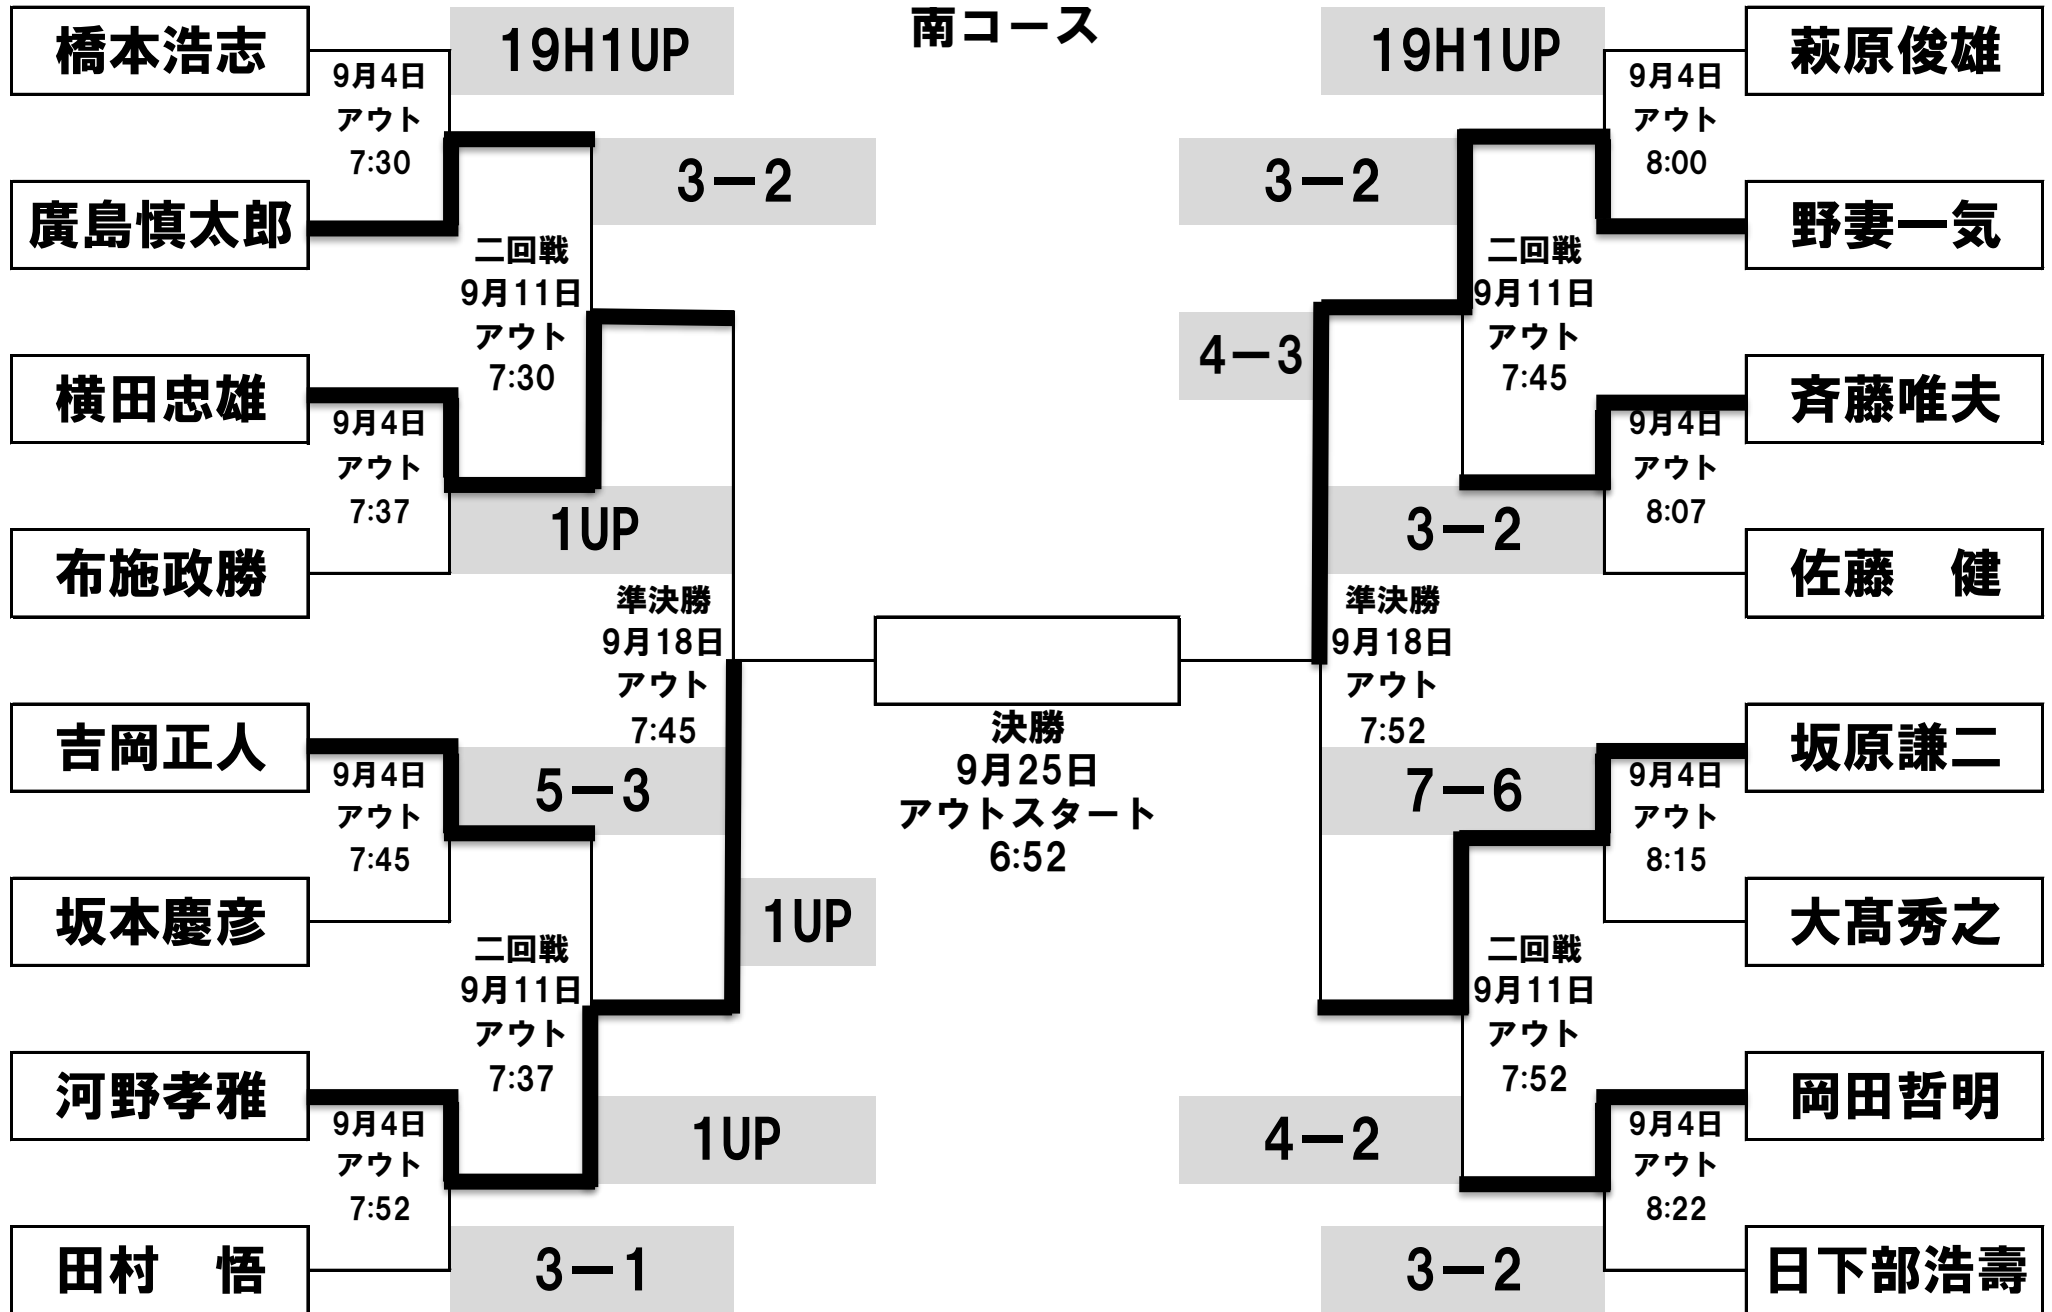 南コース
橋本浩志
9月4日
アウト
7:30
19H1UP
廣島慎太郎
3－2
二回戦
9月11日
アウト
7:30
横田忠雄
9月4日
アウト
7:37
1UP
布施政勝
準決勝
9月18日
アウト
7:45
吉岡正人
9月4日
アウト
7:45
5－3
坂本慶彦
1UP
二回戦
9月11日
アウト
7:37
河野孝雅
9月4日
アウト
7:52
1UP
田村　悟
3－1
決勝
9月25日
アウトスタート
6:52
19H1UP
9月4日
アウト
8:00
萩原俊雄
3－2
野妻一気
二回戦
9月11日
アウト
7:45
4－3
斉藤唯夫
9月4日
アウト
8:07
3－2
佐藤　健
準決勝
9月18日
アウト
7:52
坂原謙二
7－6
9月4日
アウト
8:15
大髙秀之
二回戦
9月11日
アウト
7:52
岡田哲明
4－2
9月4日
アウト
8:22
3－2
日下部浩壽